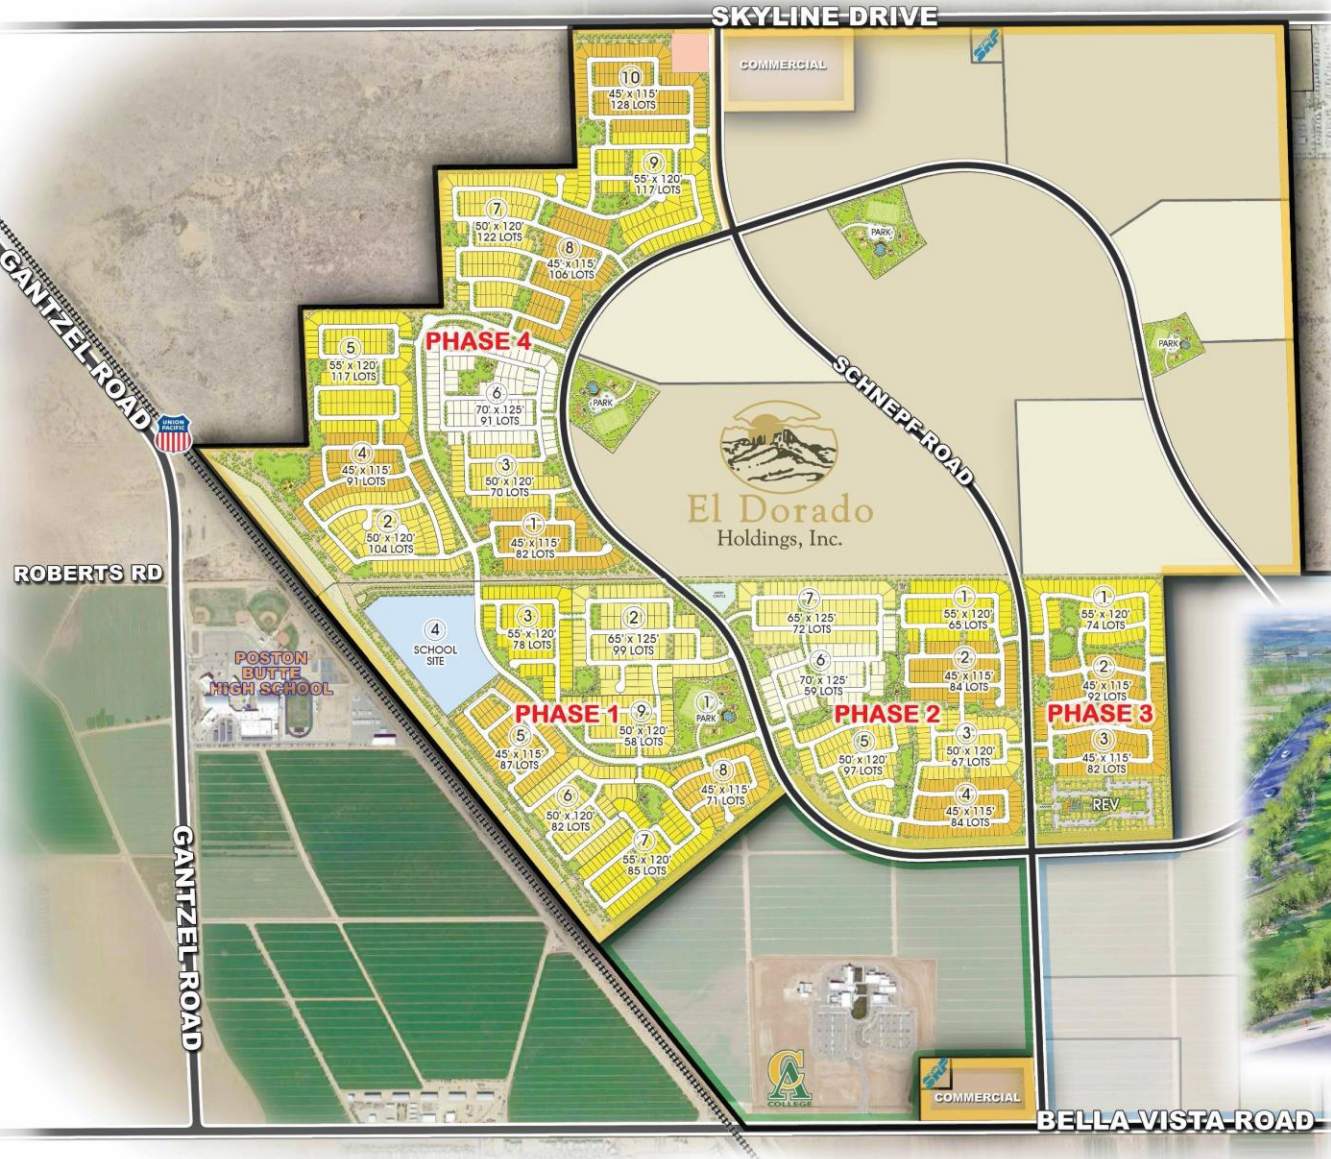 SKYLINE DRIVE
COMMERCIAL
SRP
10
45' x 115'
128 LOTS
9
55' x 120'
117 LOTS
7
50' x 120'
122 LOTS
8
45' x 115'
106 LOTS
PARK
PARK
PARK
GANTZEL ROAD
UNION
PACIFIC
PHASE 4
5
55' x 120'
117 LOTS
6
70' x 125'
91 LOTS
4
45' x 115'
91 LOTS
3
50' x 120'
70 LOTS
2
50' x 120'
104 LOTS
1
45' x 115'
82 LOTS
SCHNEPF ROAD
El Dorado
Holdings, Inc.
ROBERTS RD
POSTON
BUTTE
HIGH SCHOOL
4
SCHOOL
SITE
3
55' x 120'
78 LOTS
2
65' x 125'
99 LOTS
PHASE 1
1
PARK
9
50' x 120'
58 LOTS
5
45' x 115'
87 LOTS
6
50' x 120'
82 LOTS
7
55' x 120'
85 LOTS
8
45' x 115'
71 LOTS
7
65' x 125'
72 LOTS
6
70' x 125'
59 LOTS
PHASE 2
5
50' x 120'
97 LOTS
1
55' x 120'
65 LOTS
2
45' x 115'
84 LOTS
3
50' x 120'
67 LOTS
4
45' x 115'
84 LOTS
1
55' x 120'
74 LOTS
2
45' x 115'
92 LOTS
PHASE 3
3
45' x 115'
82 LOTS
REV
GANTZEL ROAD
CA
COLLEGE
SRP
COMMERCIAL
BELLA VISTA ROAD